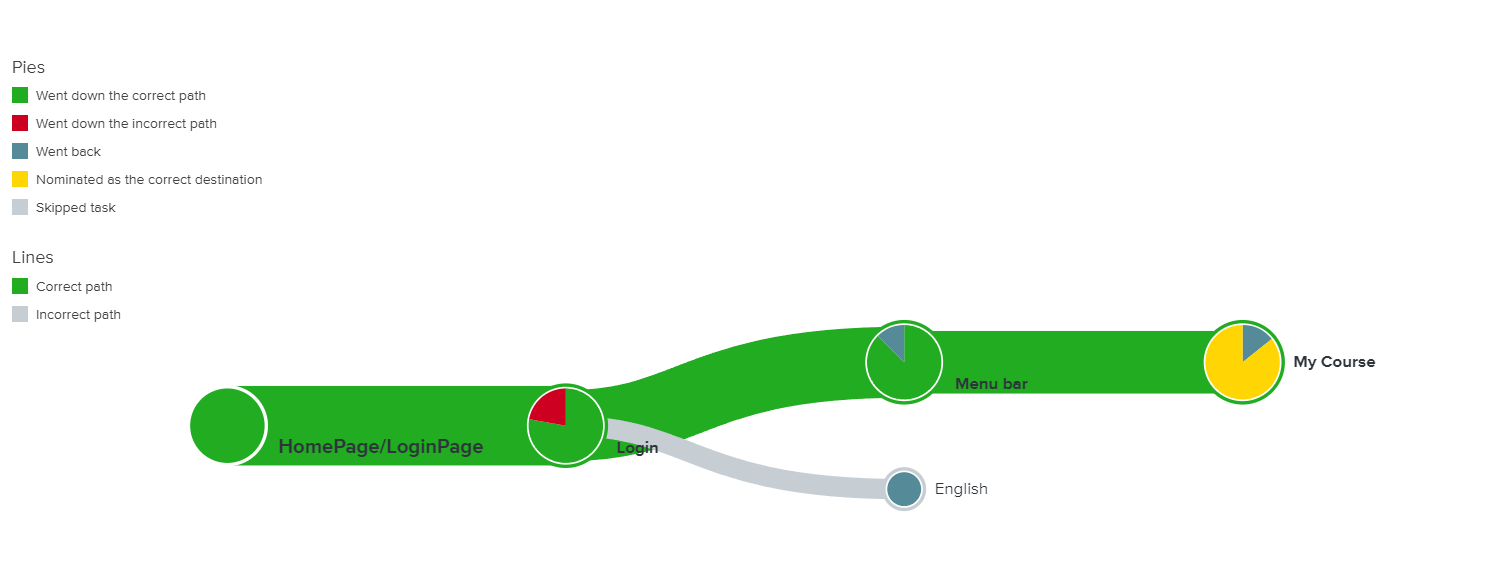 Pies
Went down the correct path
Went down the incorrect path
Went back
Nominated as the correct destination
Skipped task
Lines
Correct path
Incorrect path
My Course
Menu bar
HomePage/LoginPage
Login
English